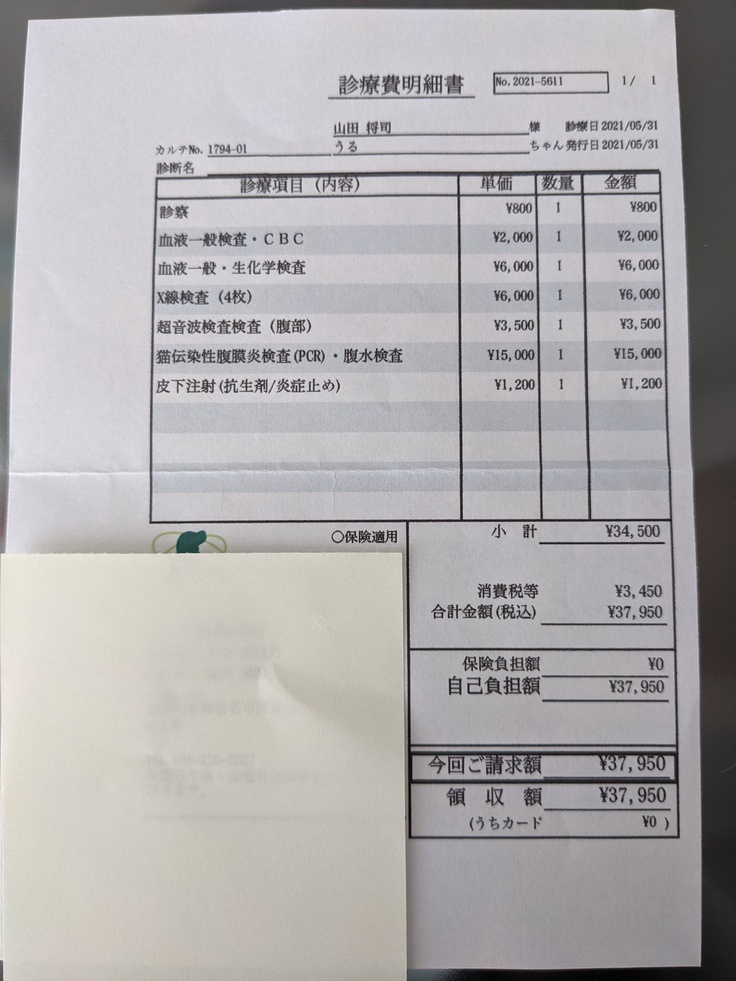 診療費明細書
No.2021-5611
1/ 1
山田 将司 様 診療日 2021/05/31
カルテNo. 1794-01 うる ちゃん 発行日 2021/05/31
診断名
診療項目（内容） 単価 数量 金額
診察 ¥800 1 ¥800
血液一般検査・ＣＢＣ ¥2,000 1 ¥2,000
血液一般・生化学検査 ¥6,000 1 ¥6,000
X線検査（4枚） ¥6,000 1 ¥6,000
超音波検査検査（腹部） ¥3,500 1 ¥3,500
猫伝染性腹膜炎検査(PCR)・腹水検査 ¥15,000 1 ¥15,000
皮下注射(抗生剤/炎症止め) ¥1,200 1 ¥1,200
○保険適用
小 計 ¥34,500
消費税等 ¥3,450
合計金額(税込) ¥37,950
保険負担額 ¥0
自己負担額 ¥37,950
今回ご請求額 ¥37,950
領 収 額 ¥37,950
(うちカード ¥0 )